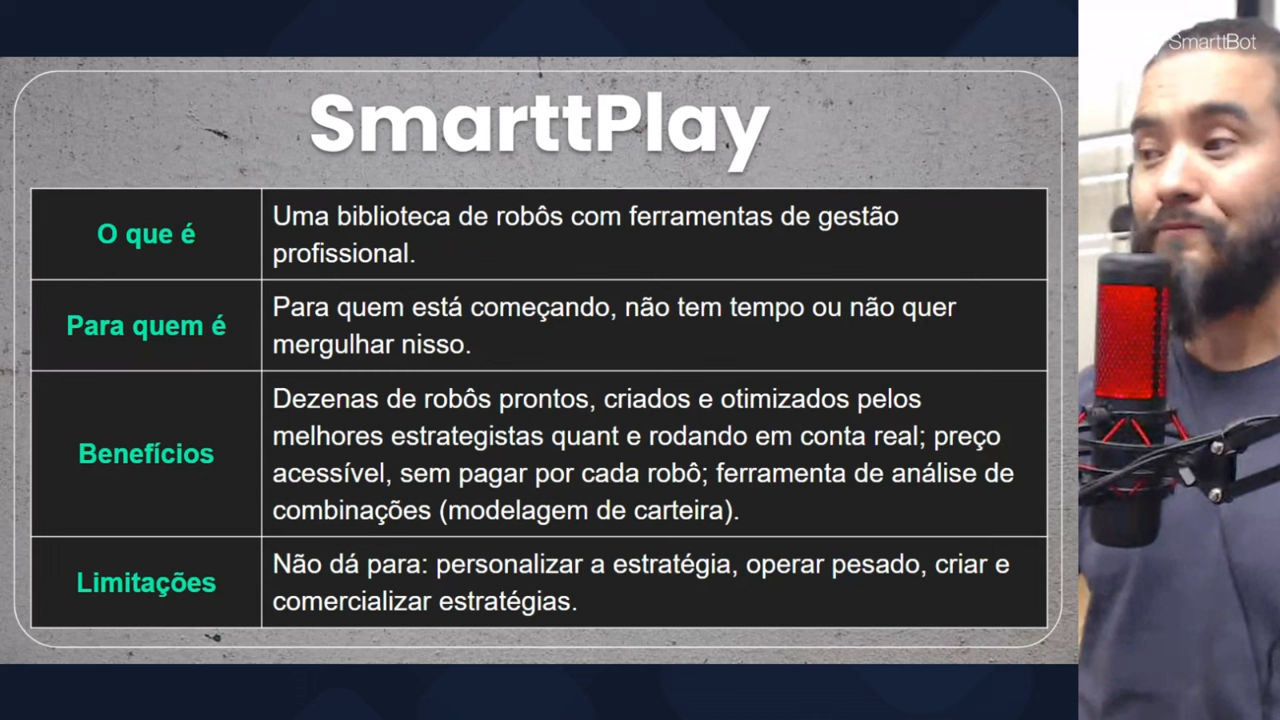 SmarttBot
SmarttPlay
O que é
Uma biblioteca de robôs com ferramentas de gestão
profissional.
Para quem é
Para quem está começando, não tem tempo ou não quer
mergulhar nisso.
Benefícios
Dezenas de robôs prontos, criados e otimizados pelos
melhores estrategistas quant e rodando em conta real; preço
acessível, sem pagar por cada robô; ferramenta de análise de
combinações (modelagem de carteira).
Limitações
Não dá para: personalizar a estratégia, operar pesado, criar e
comercializar estratégias.